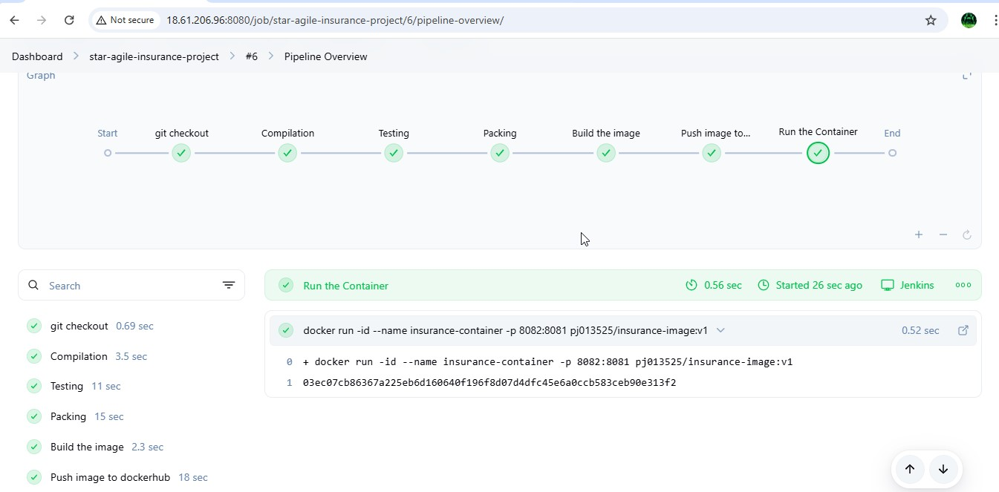 Not secure 18.61.206.96:8080/job/star-agile-insurance-project/6/pipeline-overview/
Dashboard star-agile-insurance-project #6 Pipeline Overview
Graph
Start git checkout Compilation Testing Packing Build the image Push image to... Run the Container End
Search
Run the Container 0.56 sec Started 26 sec ago Jenkins
git checkout 0.69 sec
Compilation 3.5 sec
Testing 11 sec
Packing 15 sec
Build the image 2.3 sec
Push image to dockerhub 18 sec
docker run -id --name insurance-container -p 8082:8081 pj013525/insurance-image:v1 0.52 sec
0 + docker run -id --name insurance-container -p 8082:8081 pj013525/insurance-image:v1
1 03ec07cb86367a225eb6d160640f196f8d07d4dfc45e6a0ccb583ceb90e313f2